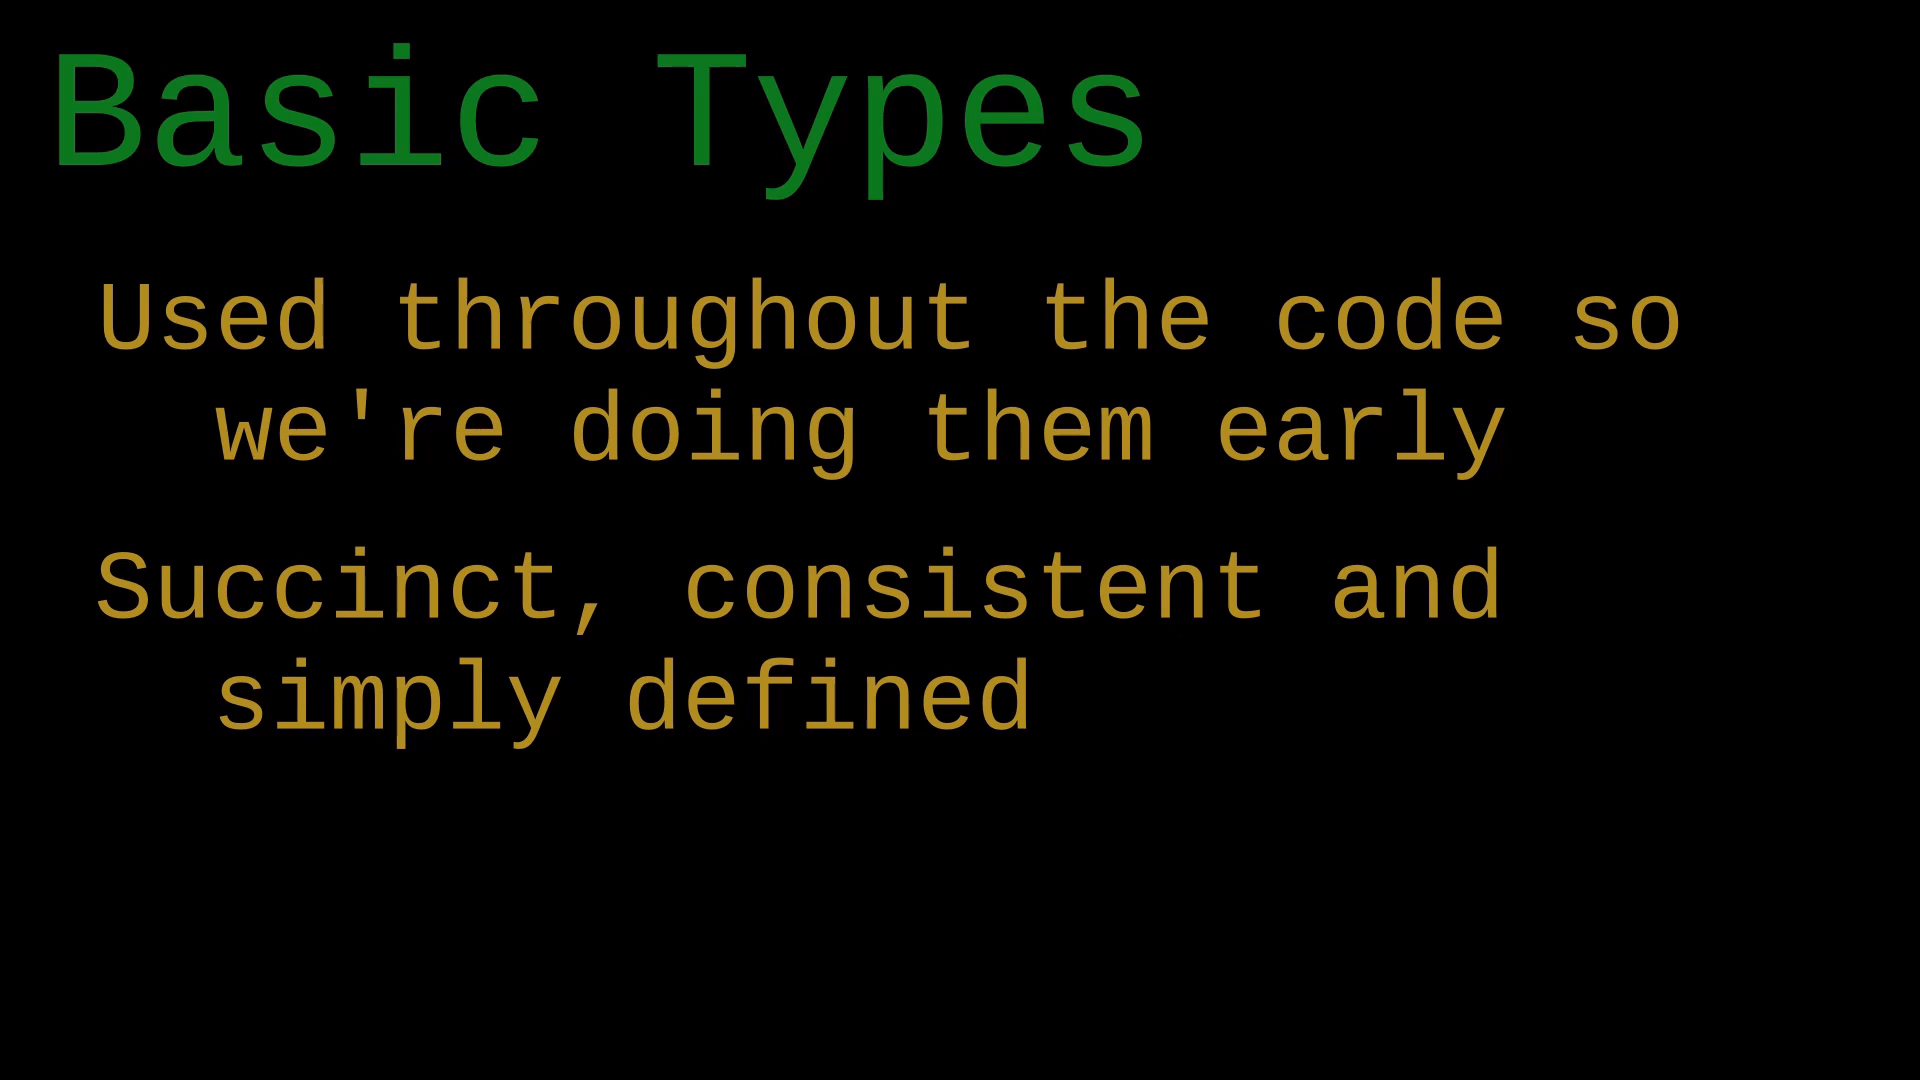 Basic Types
Used throughout the code so
we're doing them early
Succinct, consistent and
simply defined